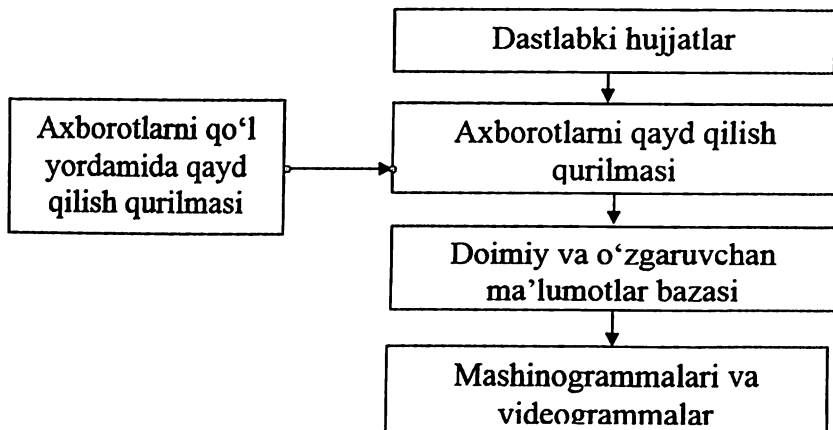 Dastlabki hujjatlar
Axborotlarni qo‘l
yordamida qayd
qilish qurilmasi
Axborotlarni qayd qilish
qurilmasi
Doimiy va o‘zgaruvchan
ma’lumotlar bazasi
Mashinogrammalari va
videogrammalar